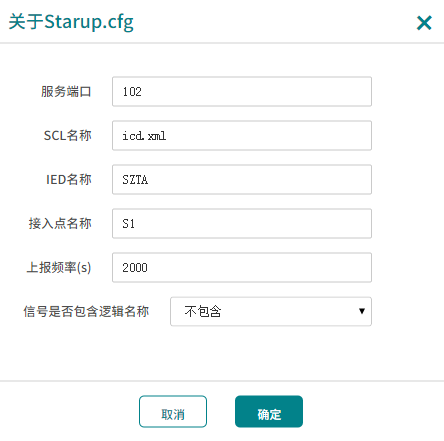 关于Starup.cfg
服务端口 102
SCL名称 icd.xml
IED名称 SZTA
接入点名称 S1
上报频率(s) 2000
信号是否包含逻辑名称 不包含
取消 确定